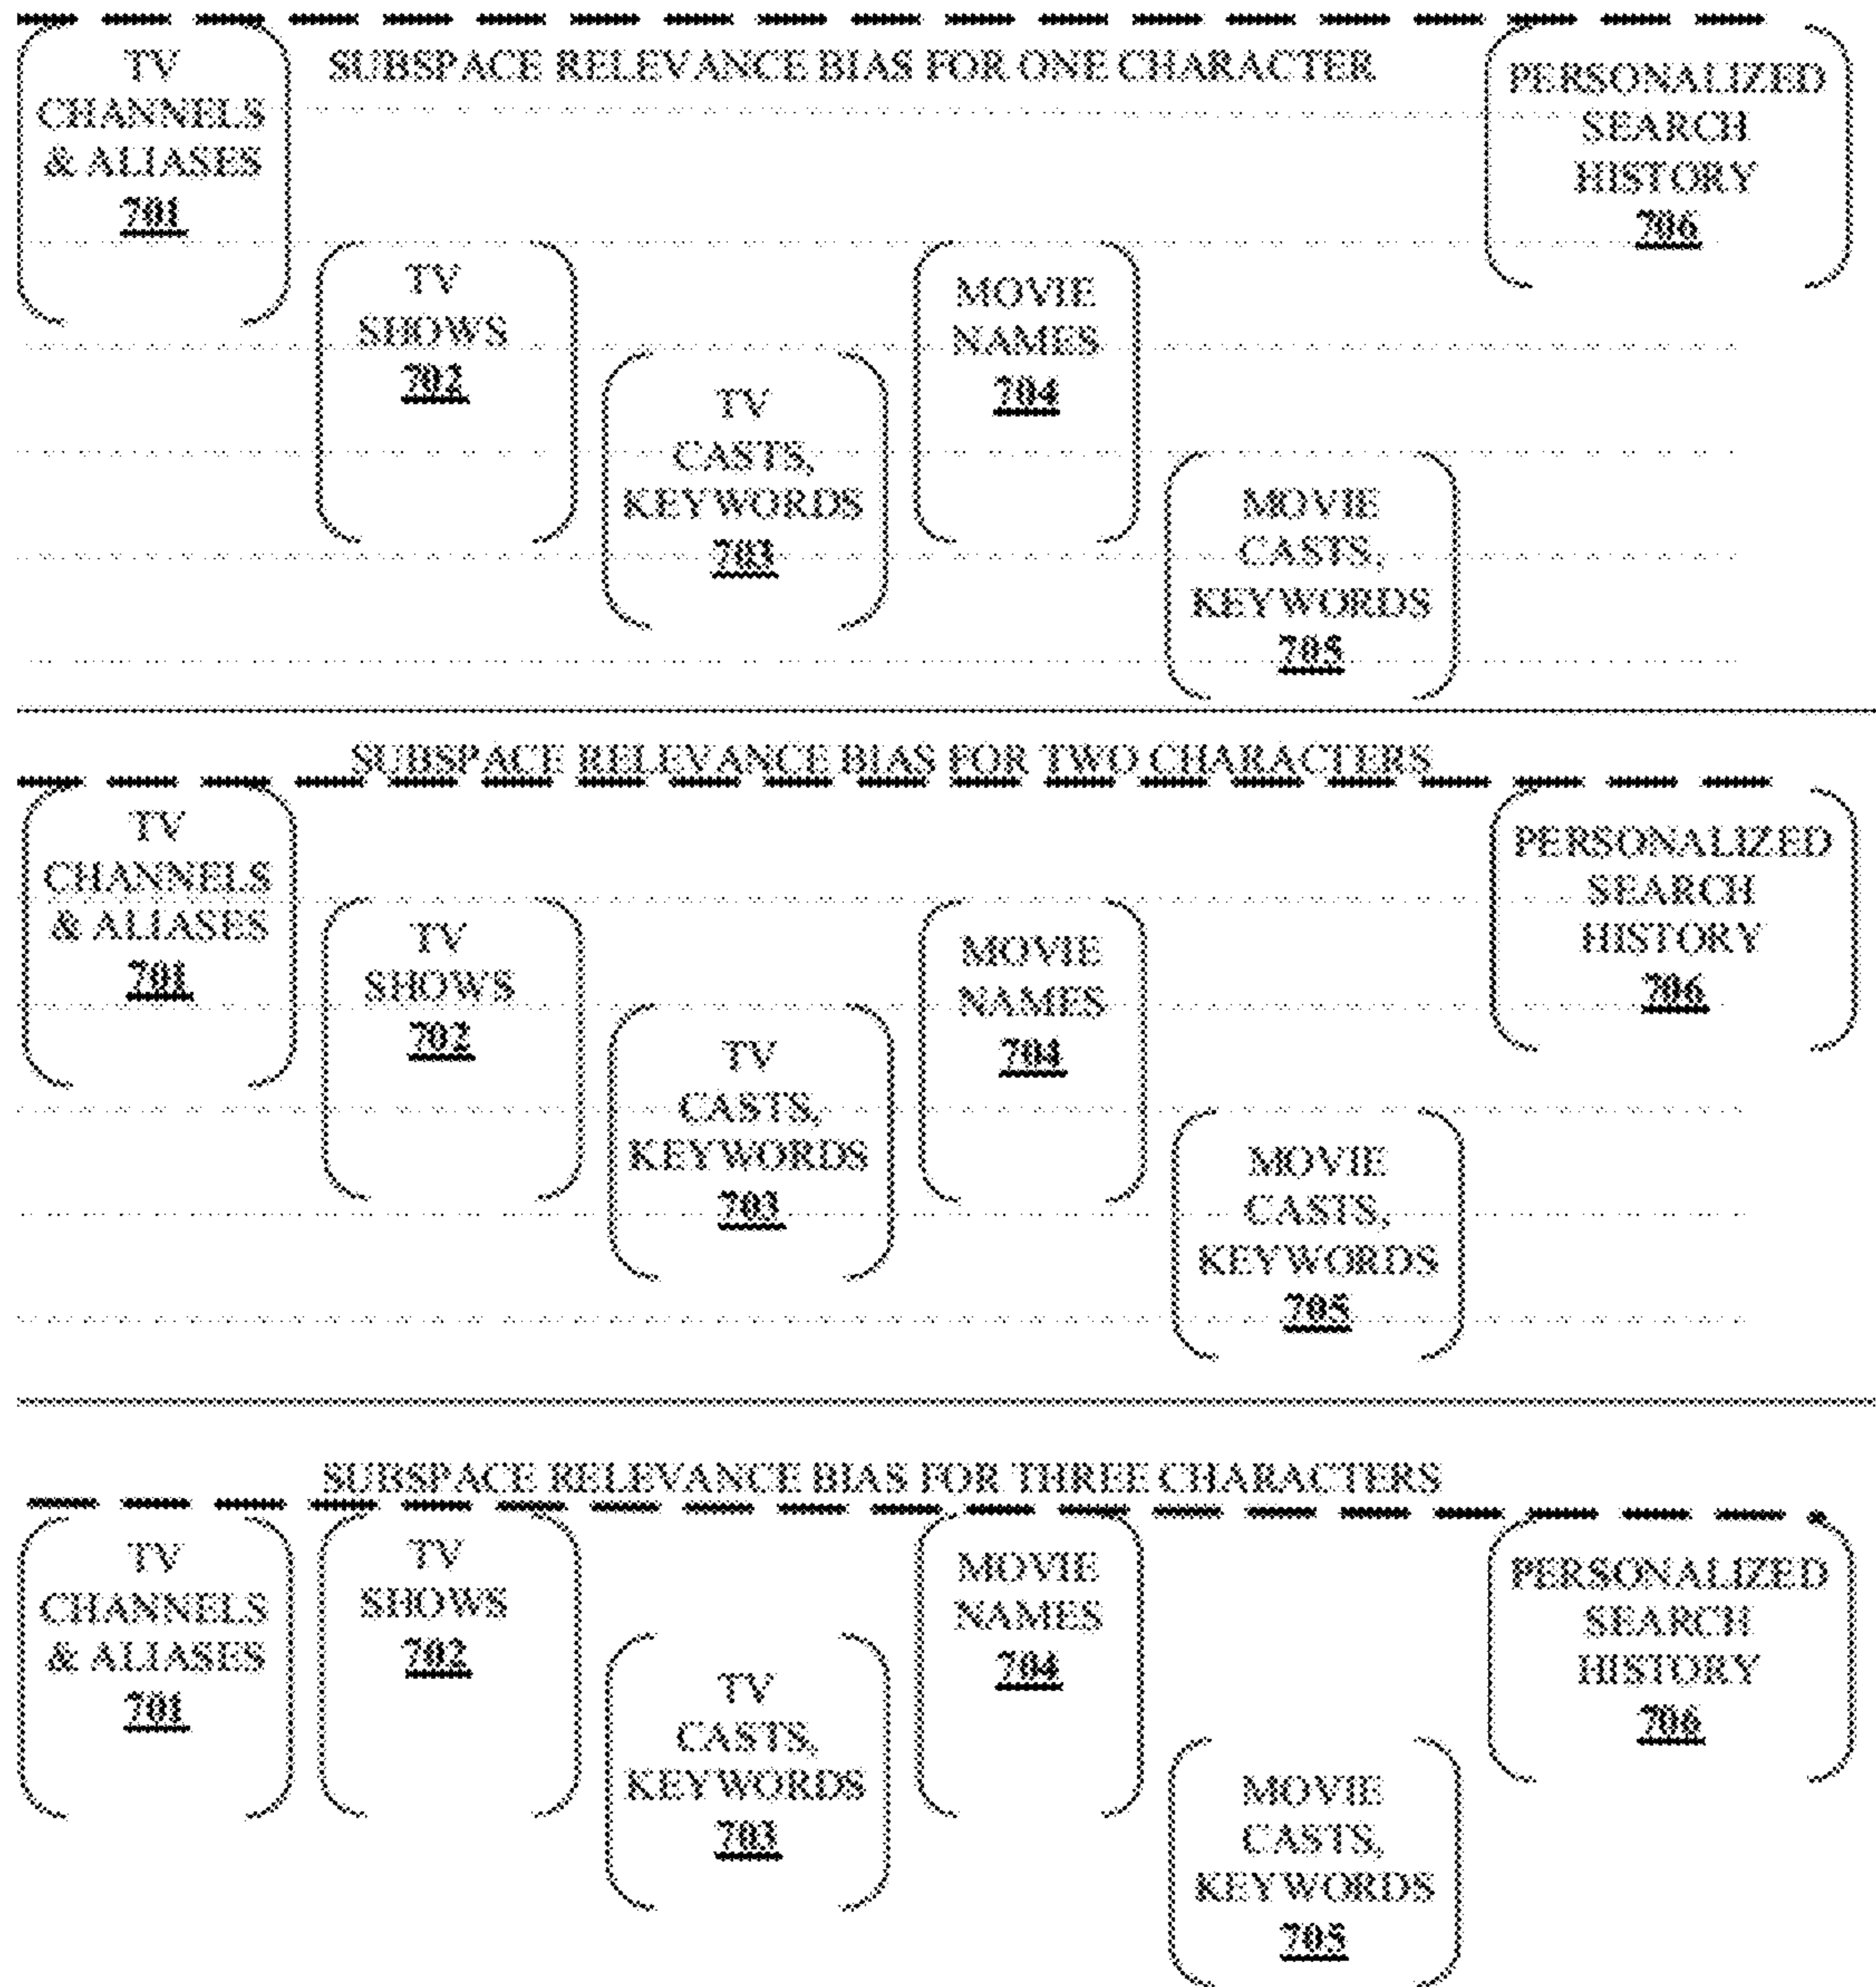 SUBSPACE RELEVANCE BIAS FOR ONE CHARACTER
TV
CHANNELS
& ALIASES
701
TV
SHOWS
702
TV
CASTS,
KEYWORDS
703
MOVIE
NAMES
704
MOVIE
CASTS,
KEYWORDS
705
PERSONALIZED
SEARCH
HISTORY
706
SUBSPACE RELEVANCE BIAS FOR TWO CHARACTERS
TV
CHANNELS
& ALIASES
701
TV
SHOWS
702
TV
CASTS,
KEYWORDS
703
MOVIE
NAMES
704
MOVIE
CASTS,
KEYWORDS
705
PERSONALIZED
SEARCH
HISTORY
706
SUBSPACE RELEVANCE BIAS FOR THREE CHARACTERS
TV
CHANNELS
& ALIASES
701
TV
SHOWS
702
TV
CASTS,
KEYWORDS
703
MOVIE
NAMES
704
MOVIE
CASTS,
KEYWORDS
705
PERSONALIZED
SEARCH
HISTORY
706